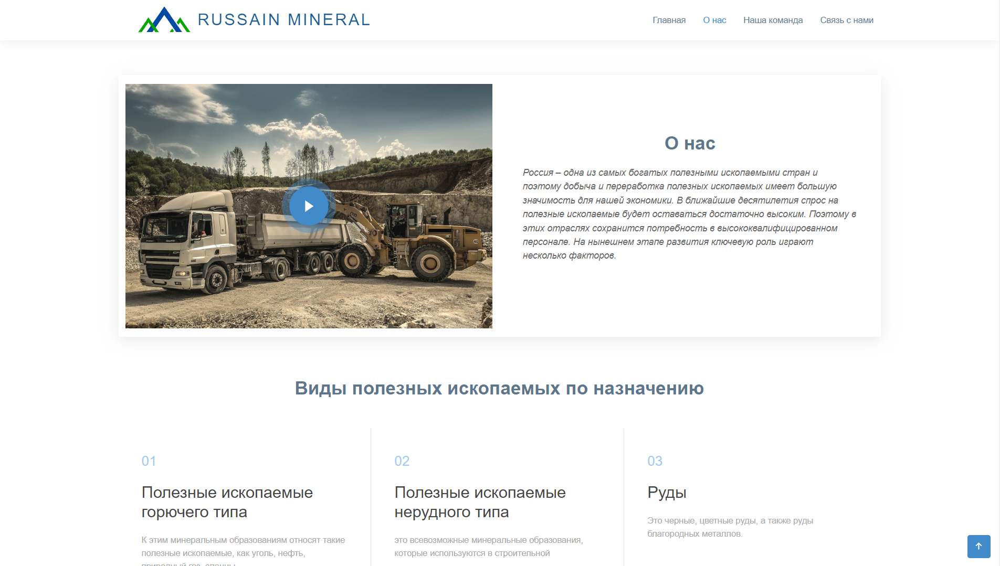 RUSSAIN MINERAL
Главная О нас Наша команда Связь с нами
О нас
Россия – одна из самых богатых полезными ископаемыми стран и
поэтому добыча и переработка полезных ископаемых имеет большую
значимость для нашей экономики. В ближайшие десятилетия спрос на
полезные ископаемые будет оставаться достаточно высоким. Поэтому в
этих отраслях сохранится потребность в высококвалифицированном
персонале. На нынешнем этапе развития ключевую роль играют
несколько факторов.
CF
Виды полезных ископаемых по назначению
01
Полезные ископаемые
горючего типа
К этим минеральным образованиям относят такие
полезные ископаемые, как уголь, нефть,
природный газ, сланцы
02
Полезные ископаемые
нерудного типа
это всевозможные минеральные образования,
которые используются в строительной
03
Руды
Это черные, цветные руды, а также руды
благородных металлов.